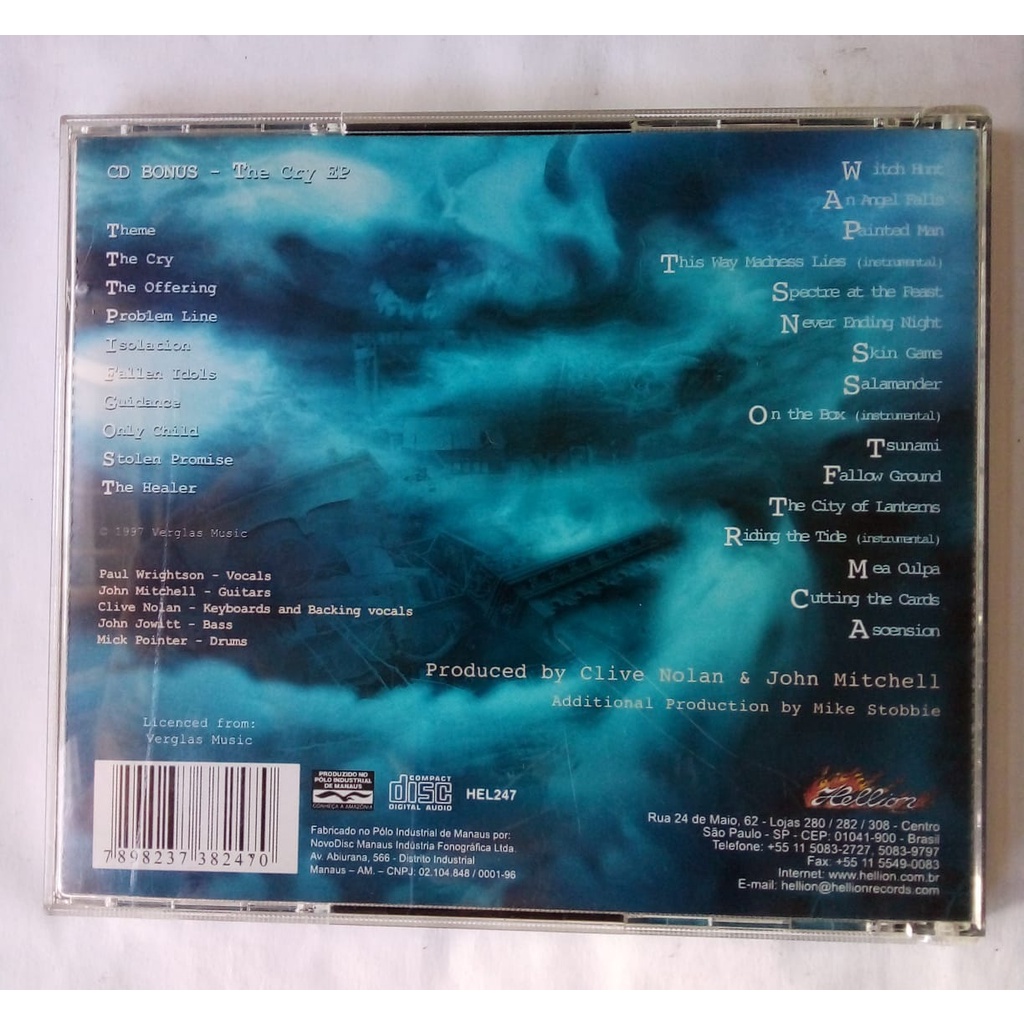 CD BONUS - The Cry EP
Theme
The Cry
The Offering
Problem Line
Isolation
Fallen Idols
Guidance
Only Child
Stolen Promise
The Healer
© 1997 Verglas Music
Paul Wrightson - Vocals
John Mitchell - Guitars
Clive Nolan - Keyboards and Backing vocals
John Jowitt - Bass
Mick Pointer - Drums
Licenced from:
Verglas Music
Witch Hunt
An Angel Falls
Painted Man
This Way Madness Lies (instrumental)
Spectre at the Feast
Never Ending Night
Skin Game
Salamander
On the Box (instrumental)
Tsunami
Fallow Ground
The City of Lanterns
Riding the Tide (instrumental)
Mea Culpa
Cutting the Cards
Ascension
Produced by Clive Nolan & John Mitchell
Additional Production by Mike Stobbie
7 898237 382470
PRODUZIDO NO
PÓLO INDUSTRIAL
DE MANAUS
CONHEÇA A AMAZÔNIA
COMPACT
disc
DIGITAL AUDIO
HEL247
Fabricado no Pólo Industrial de Manaus por:
NovoDisc Manaus Indústria Fonográfica Ltda.
Av. Abiurana, 566 - Distrito Industrial
Manaus – AM. – CNPJ: 02.104.848 / 0001-96
Hellion
Rua 24 de Maio, 62 - Lojas 280 / 282 / 308 - Centro
São Paulo - SP - CEP: 01041-900 - Brasil
Telefone: +55 11 5083-2727, 5083-9797
Fax: +55 11 5549-0083
Internet: www.hellion.com.br
E-mail: hellion@hellionrecords.com